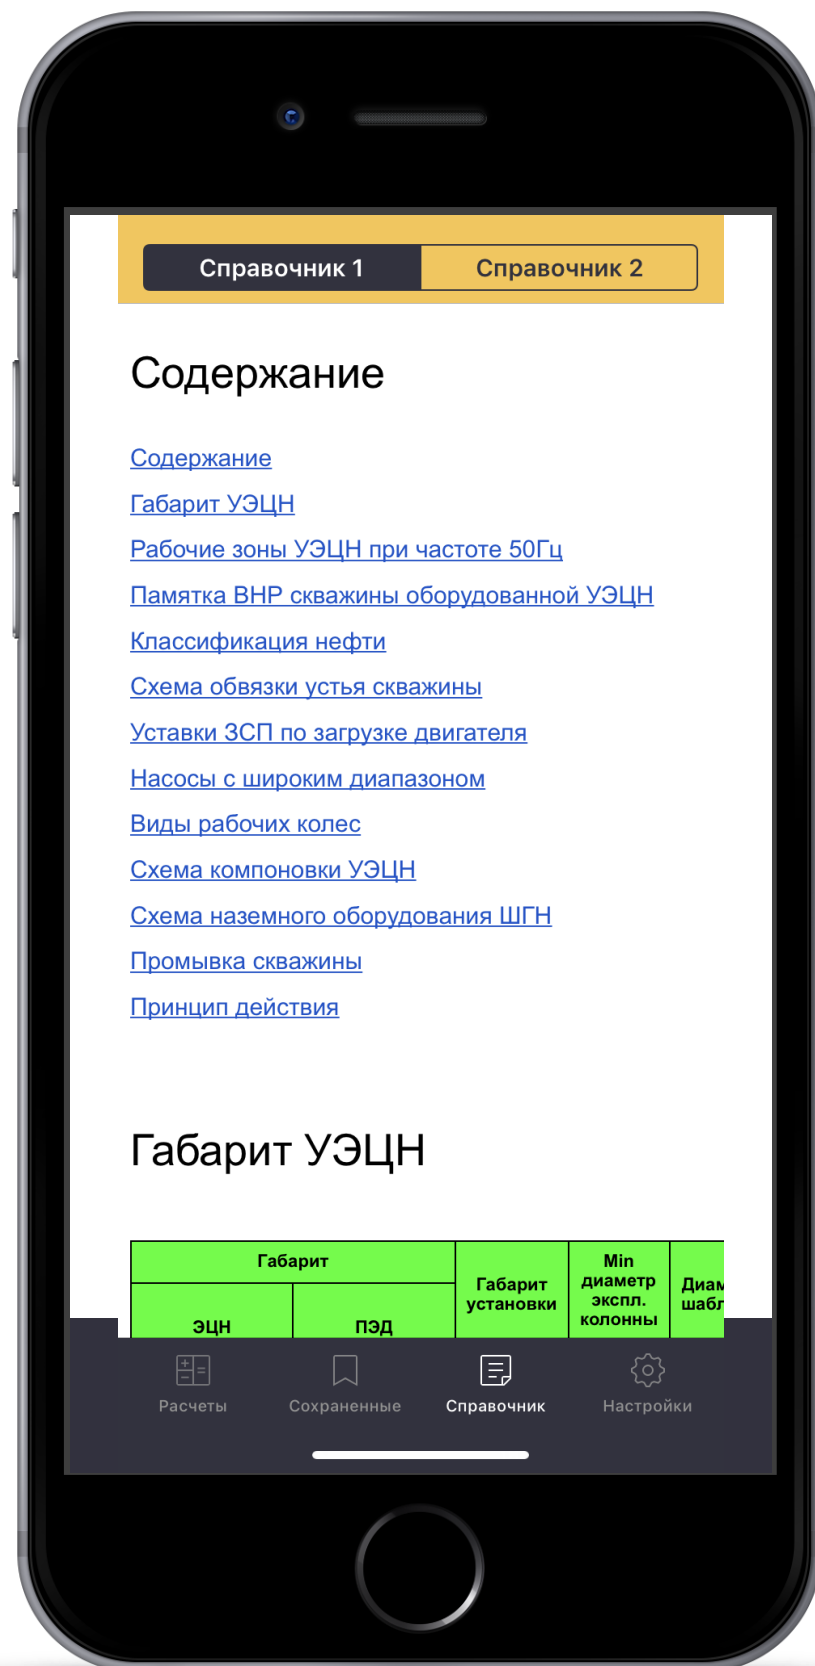 Справочник 1
Справочник 2
Содержание
Содержание
Габарит УЭЦН
Рабочие зоны УЭЦН при частоте 50Гц
Памятка ВНР скважины оборудованной УЭЦН
Классификация нефти
Схема обвязки устья скважины
Уставки ЗСП по загрузке двигателя
Насосы с широким диапазоном
Виды рабочих колес
Схема компоновки УЭЦН
Схема наземного оборудования ШГН
Промывка скважины
Принцип действия
Габарит УЭЦН
Габарит
ЭЦН
ПЭД
Габарит
установки
Min
диаметр
экспл.
колонны
Диам
шабл
Расчеты
Сохраненные
Справочник
Настройки